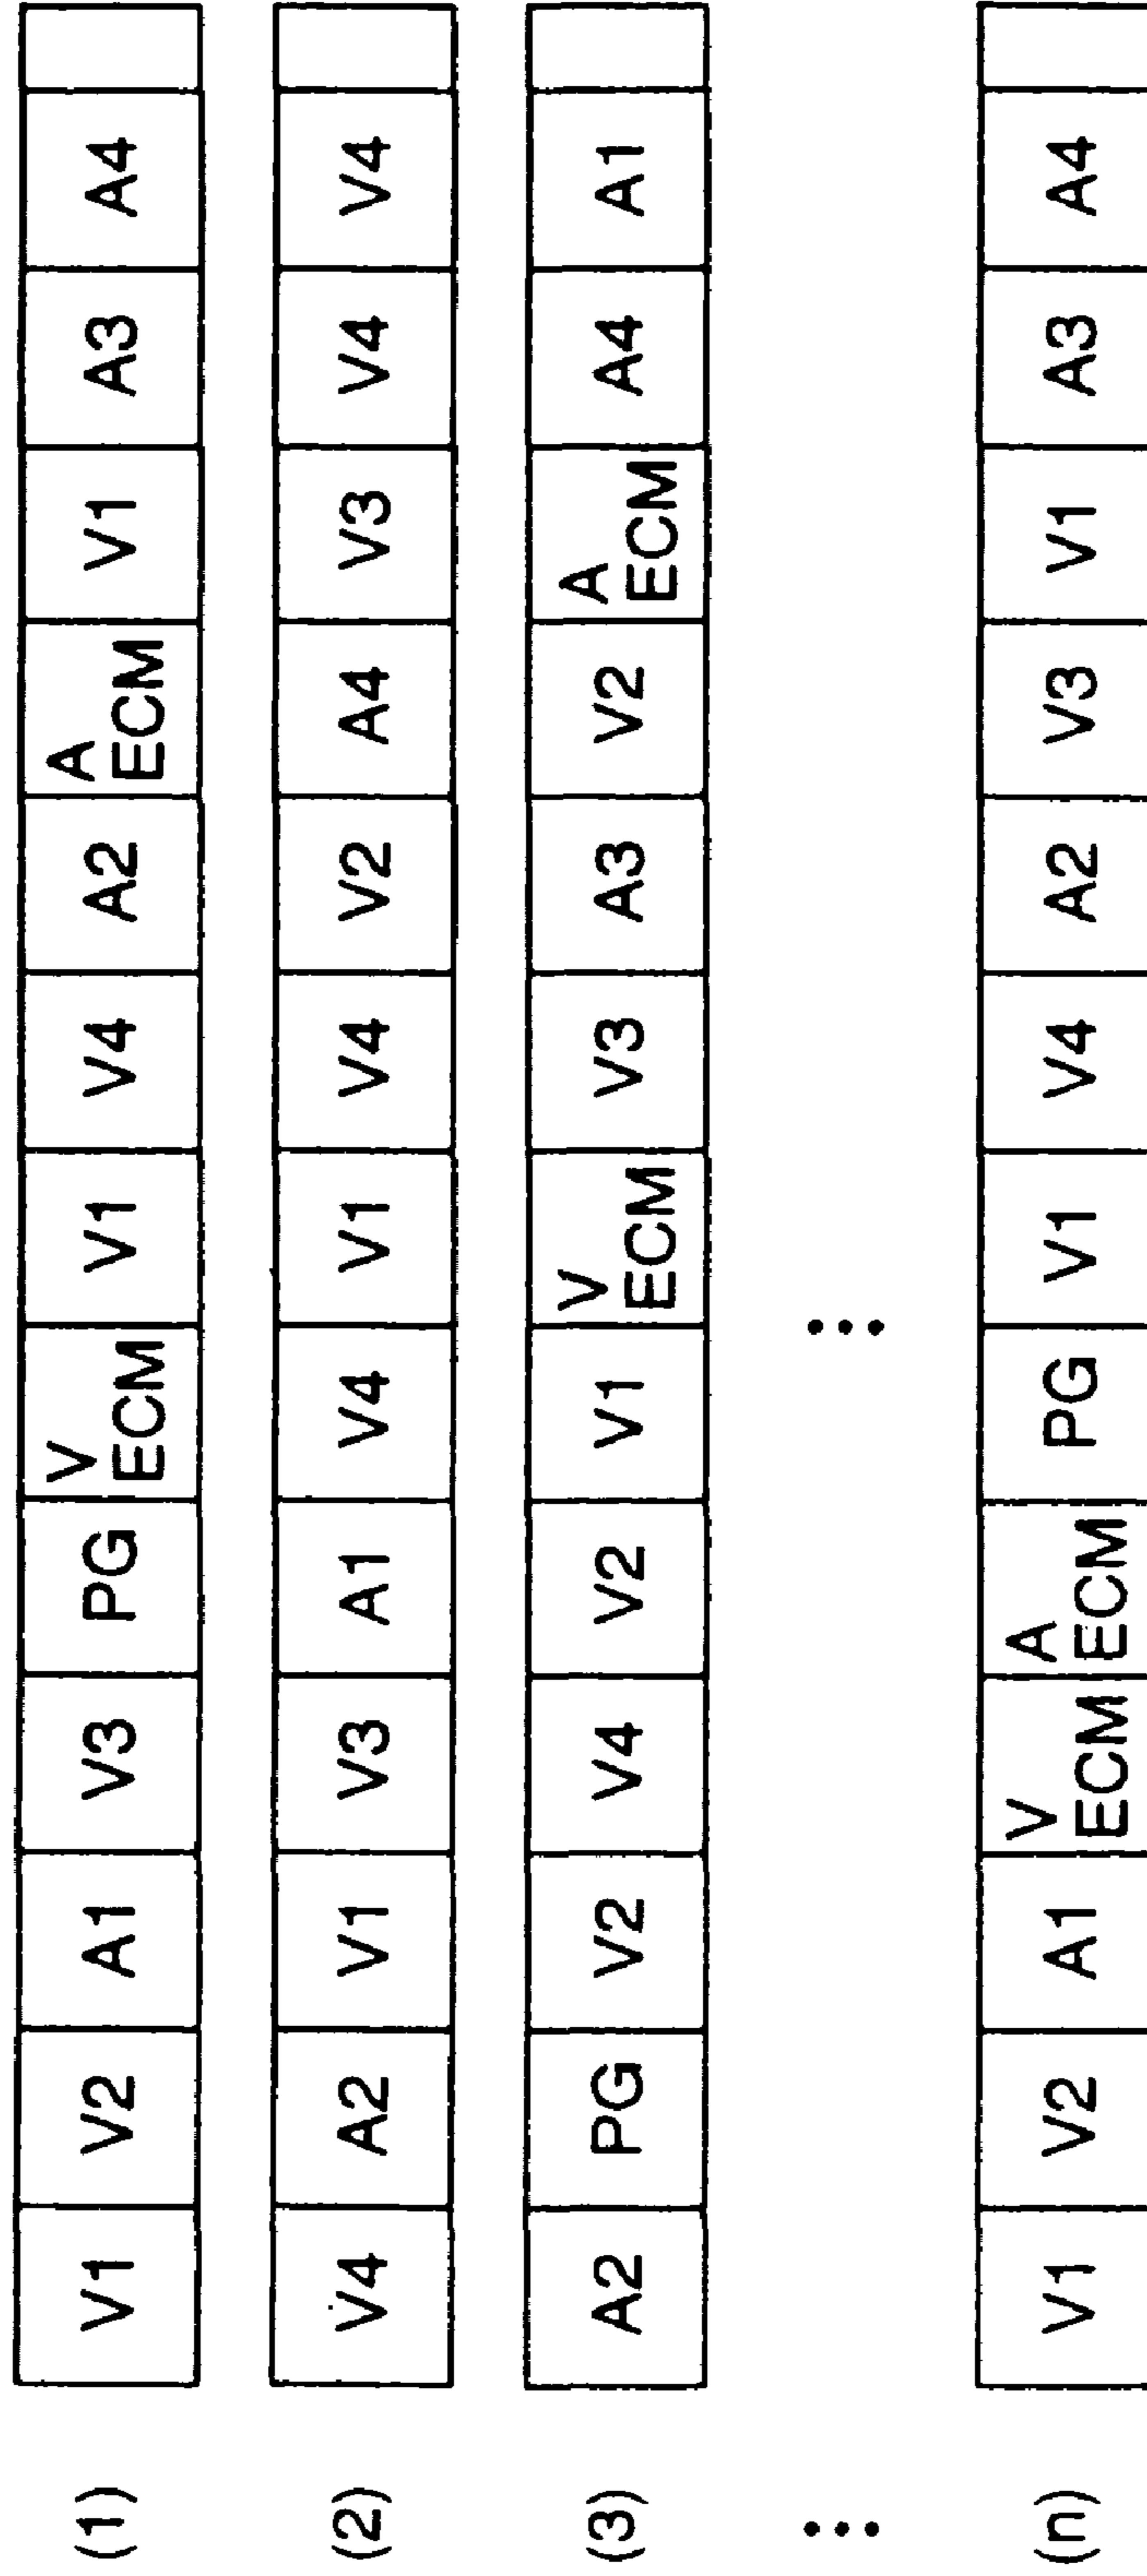 (1) V1 V2 A1 V3 PG V ECM V1 V4 A2 A ECM V1 A3 A4
(2) V4 A2 V1 V3 A1 V4 V1 V4 V2 A4 V3 V4 V4
(3) A2 PG V2 V4 V2 V1 V ECM V3 A3 V2 A ECM A4 A1
... ...
(n) V1 V2 A1 V ECM A ECM PG V1 V4 A2 V3 V1 A3 A4